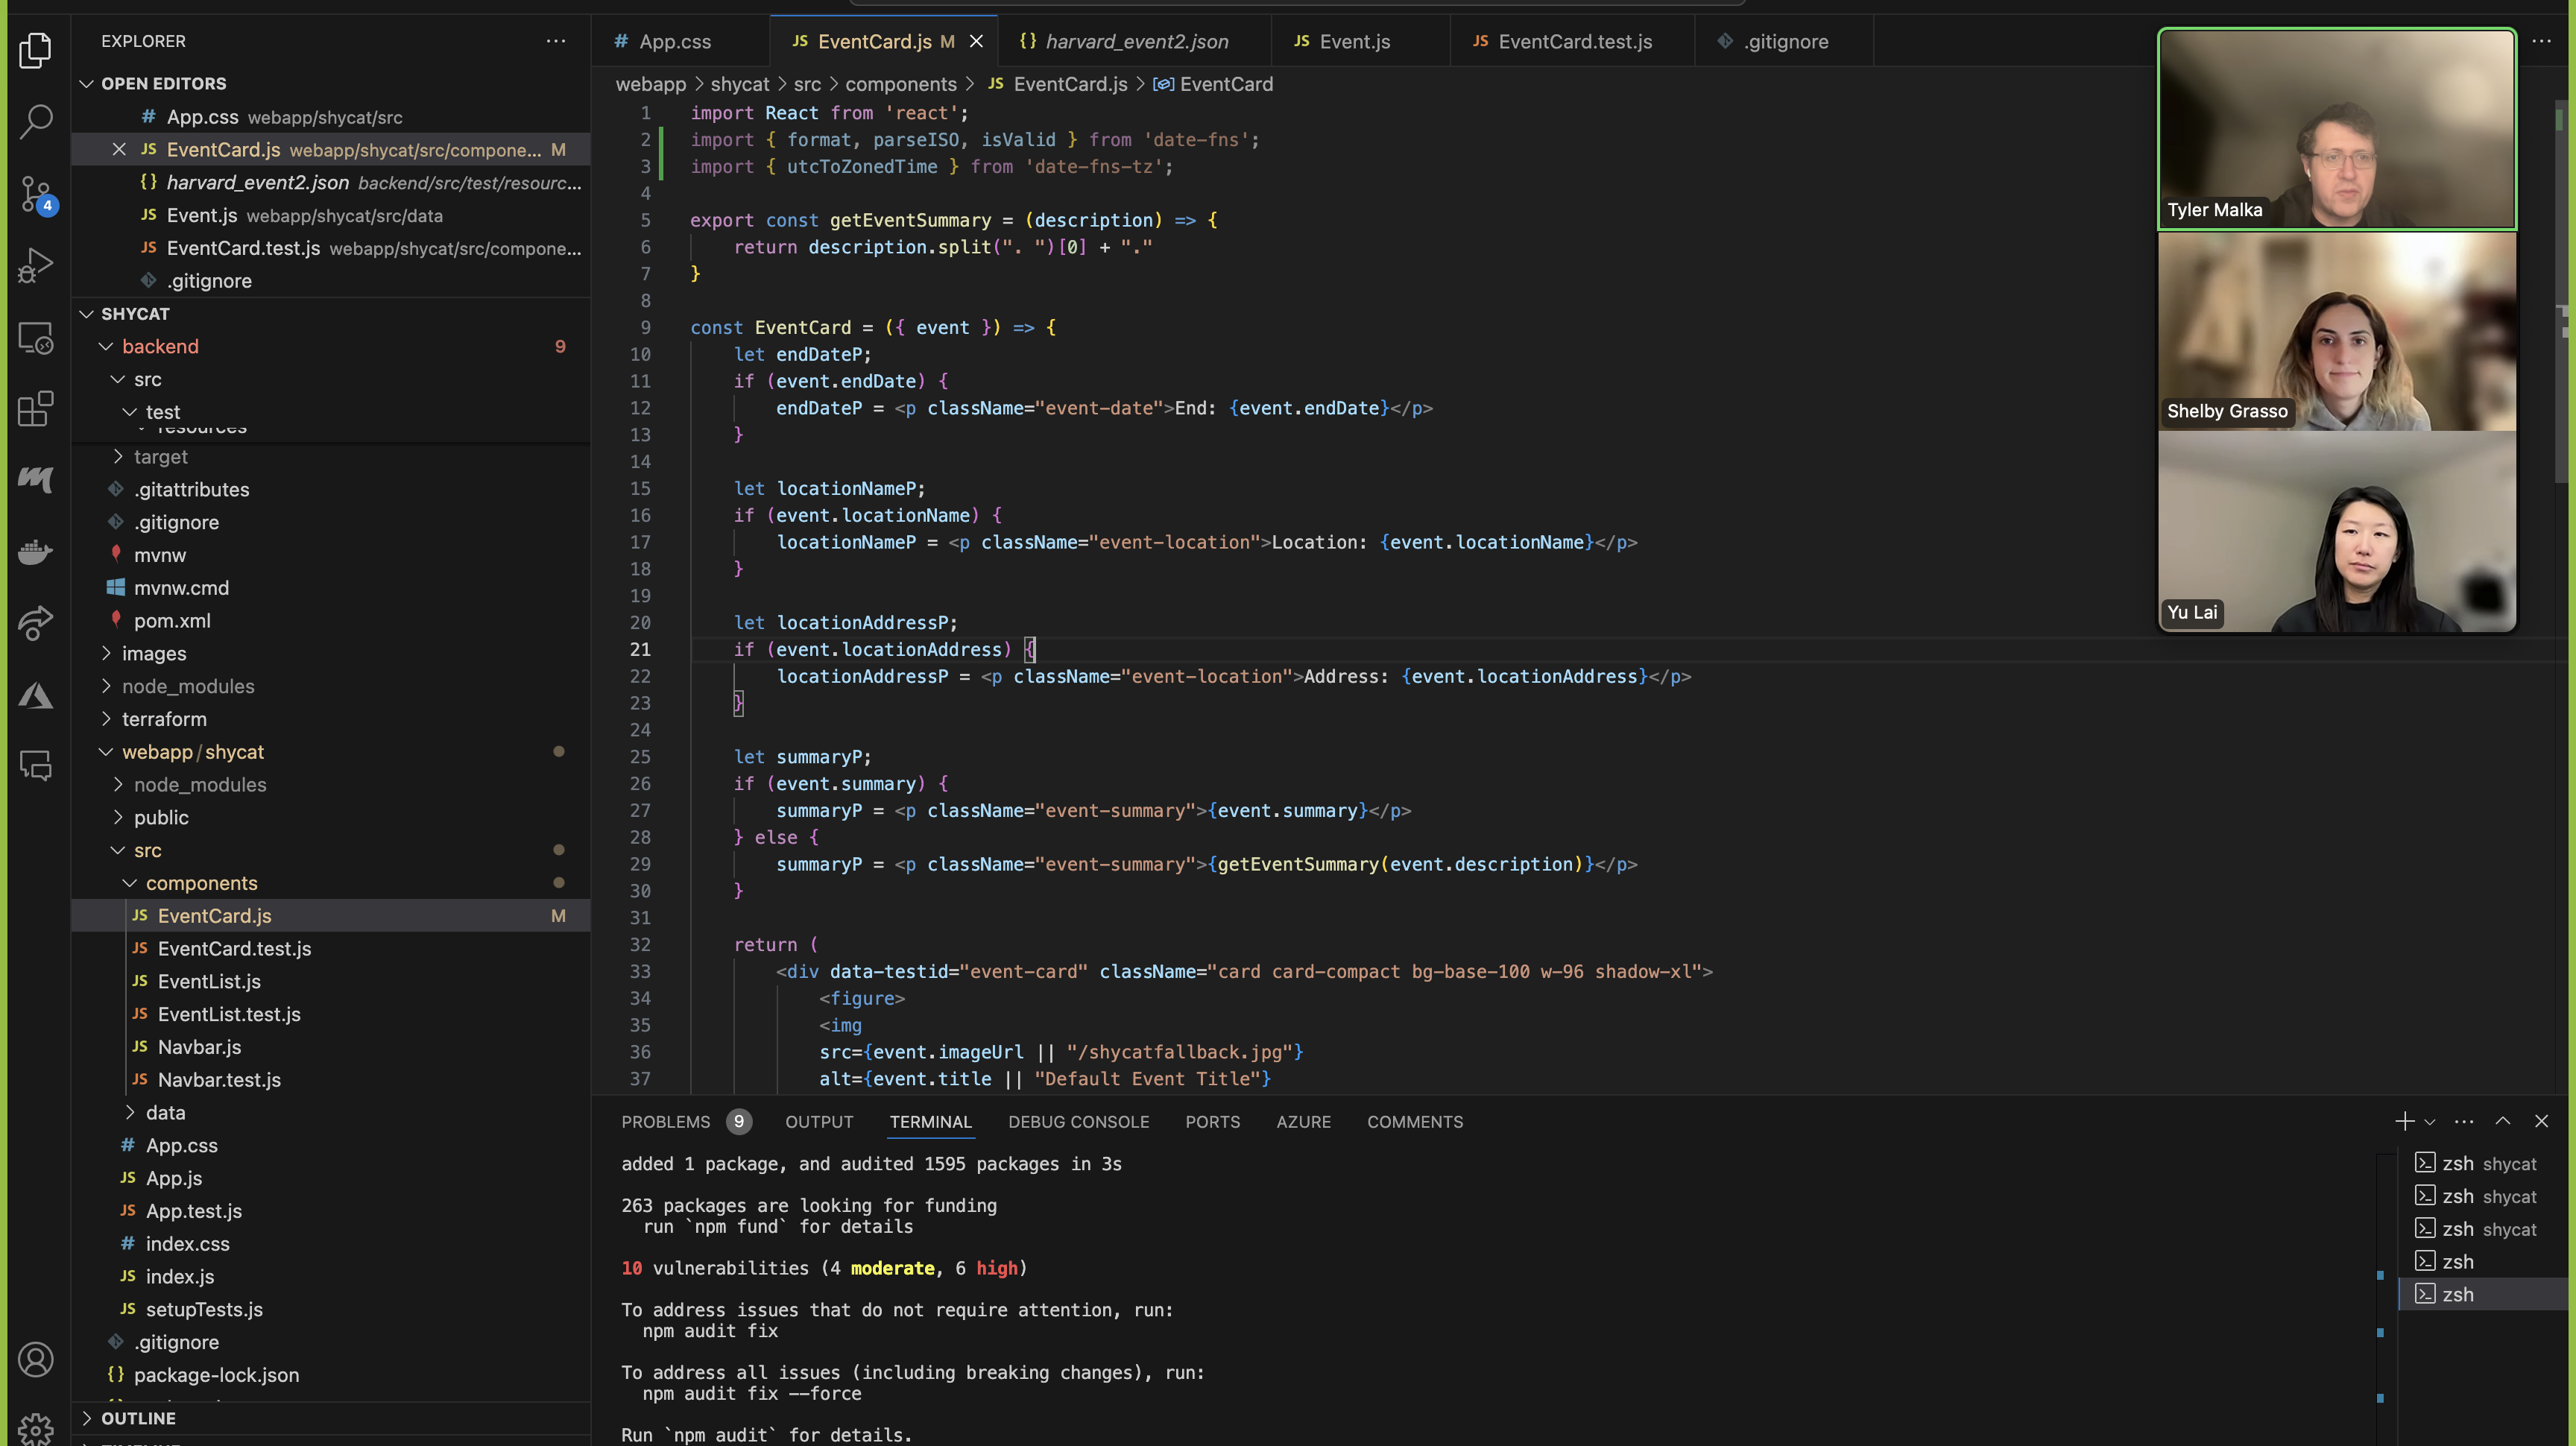 EXPLORER
OPEN EDITORS
# App.css webapp/shycat/src
JS EventCard.js webapp/shycat/src/compone... M
{} harvard_event2.json backend/src/test/resourc...
JS Event.js webapp/shycat/src/data
JS EventCard.test.js webapp/shycat/src/compone...
.gitignore
SHYCAT
backend 9
src
test
resources
target
.gitattributes
.gitignore
mvnw
mvnw.cmd
pom.xml
images
node_modules
terraform
webapp/shycat
node_modules
public
src
components
JS EventCard.js M
JS EventCard.test.js
JS EventList.js
JS EventList.test.js
JS Navbar.js
JS Navbar.test.js
data
# App.css
JS App.js
JS App.test.js
# index.css
JS index.js
JS setupTests.js
.gitignore
{} package-lock.json
OUTLINE
4
# App.css
JS EventCard.js M
{} harvard_event2.json
JS Event.js
JS EventCard.test.js
.gitignore
webapp > shycat > src > components > JS EventCard.js > EventCard
1 import React from 'react';
2 import { format, parseISO, isValid } from 'date-fns';
3 import { utcToZonedTime } from 'date-fns-tz';
4
5 export const getEventSummary = (description) => {
6 return description.split(". ")[0] + "."
7 }
8
9 const EventCard = ({ event }) => {
10 let endDateP;
11 if (event.endDate) {
12 endDateP = <p className="event-date">End: {event.endDate}</p>
13 }
14
15 let locationNameP;
16 if (event.locationName) {
17 locationNameP = <p className="event-location">Location: {event.locationName}</p>
18 }
19
20 let locationAddressP;
21 if (event.locationAddress) {
22 locationAddressP = <p className="event-location">Address: {event.locationAddress}</p>
23 }
24
25 let summaryP;
26 if (event.summary) {
27 summaryP = <p className="event-summary">{event.summary}</p>
28 } else {
29 summaryP = <p className="event-summary">{getEventSummary(event.description)}</p>
30 }
31
32 return (
33 <div data-testid="event-card" className="card card-compact bg-base-100 w-96 shadow-xl">
34 <figure>
35 <img
36 src={event.imageUrl || "/shycatfallback.jpg"}
37 alt={event.title || "Default Event Title"}
Tyler Malka
Shelby Grasso
Yu Lai
PROBLEMS 9 OUTPUT TERMINAL DEBUG CONSOLE PORTS AZURE COMMENTS
added 1 package, and audited 1595 packages in 3s
263 packages are looking for funding
run `npm fund` for details
10 vulnerabilities (4 moderate, 6 high)
To address issues that do not require attention, run:
npm audit fix
To address all issues (including breaking changes), run:
npm audit fix --force
Run `npm audit` for details.
zsh shycat
zsh shycat
zsh shycat
zsh
zsh